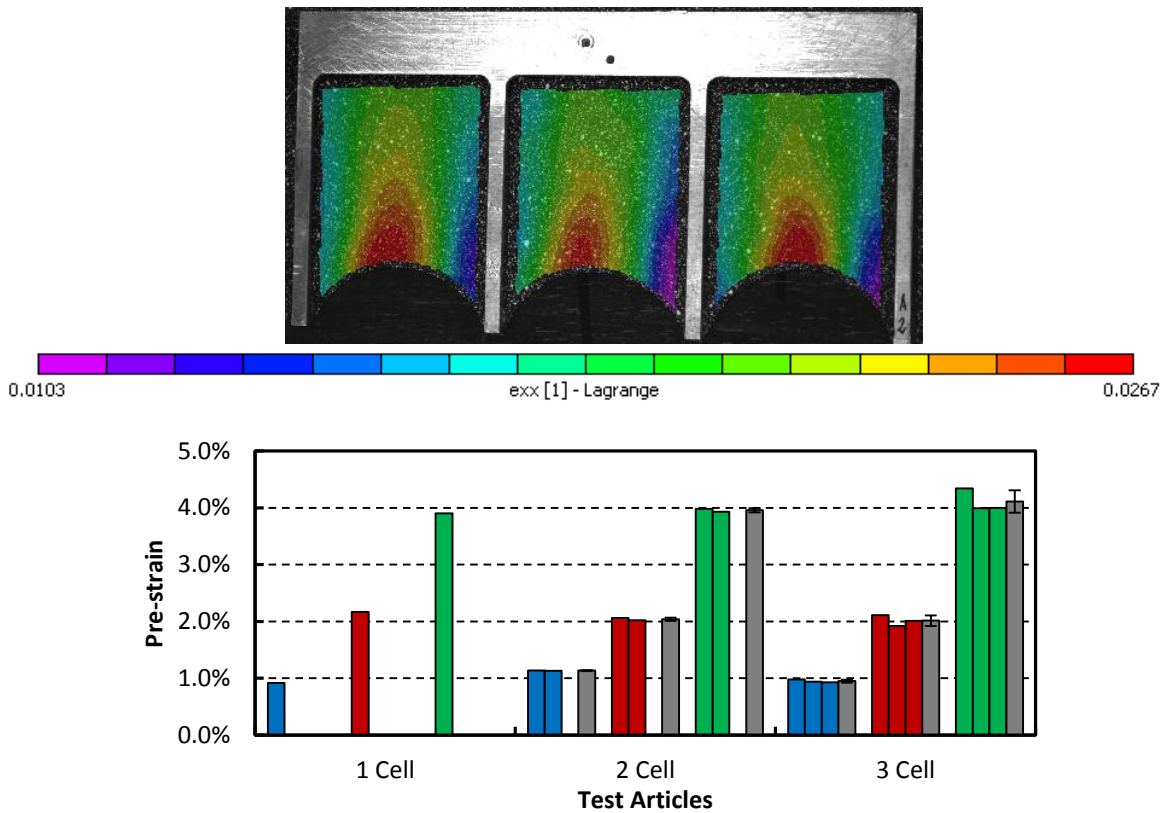 A
2
0.0103 exx [1] - Lagrange 0.0267
5.0%
4.0%
3.0%
2.0%
1.0%
0.0%
Pre-strain
1 Cell 2 Cell 3 Cell
Test Articles